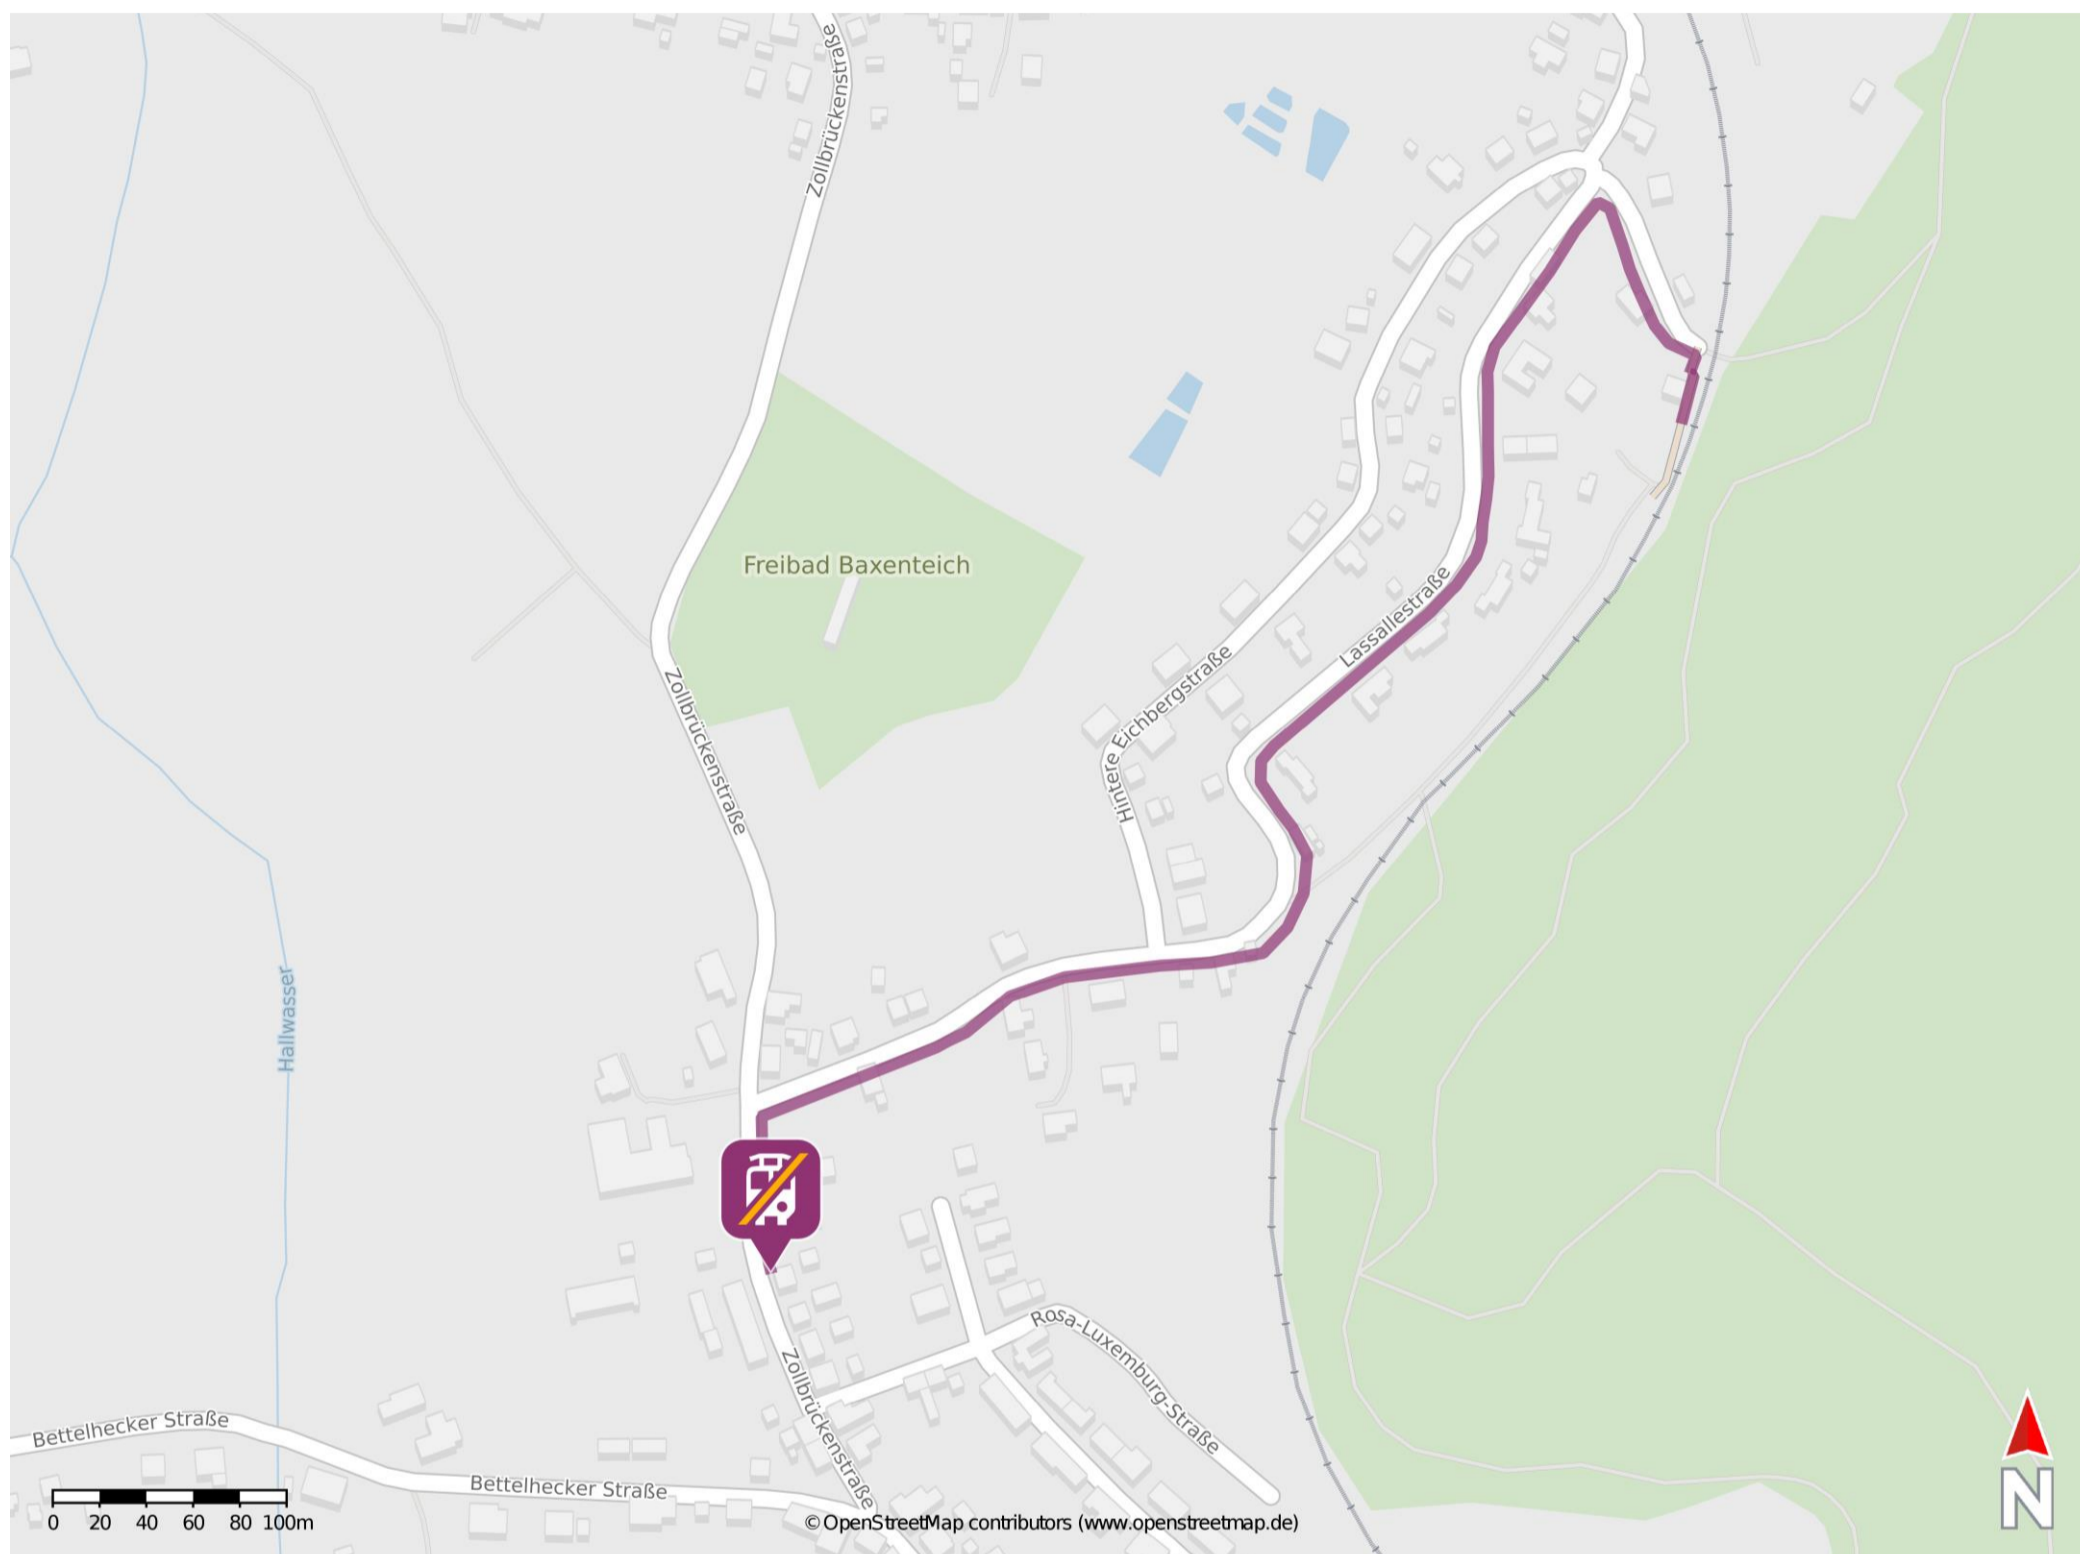 Zollbrückenstraße
Freibad Baxenteich
Lassallestraße
Zollbrückenstraße
Hintere Eichbergstraße
Hallwasser
Rosa-Luxemburg-Straße
Zollbrückenstraße
Bettelhecker Straße
Bettelhecker Straße
0 20 40 60 80 100m
© OpenStreetMap contributors (www.openstreetmap.de)
N